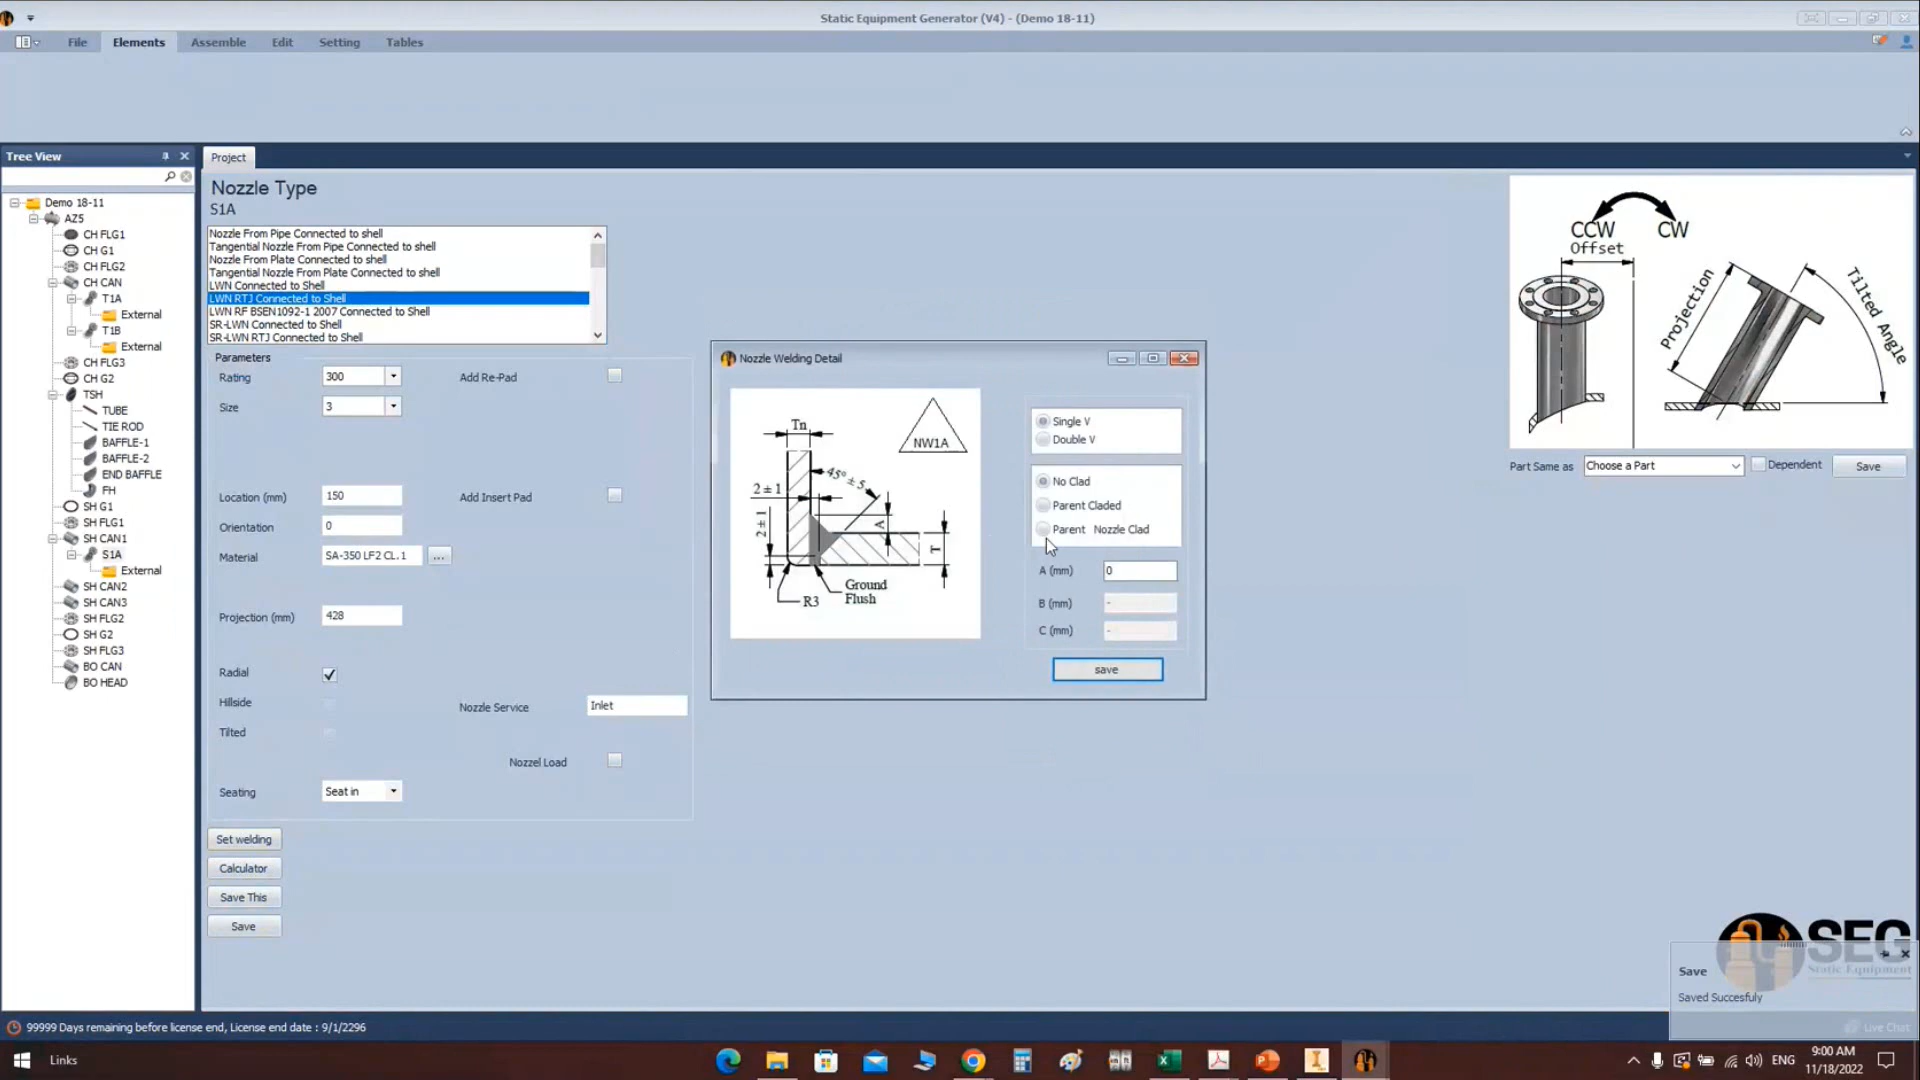 Static Equipment Generator (V4) - (Demo 18-11)
File
Elements
Assemble
Edit
Setting
Tables
Tree View
Project
Demo 18-11
AZ5
CH FLG1
CH G1
CH FLG2
CH CAN
T1A
External
T1B
External
CH FLG3
CH G2
TSH
TUBE
TIE ROD
BAFFLE-1
BAFFLE-2
END BAFFLE
FH
SH G1
SH FLG1
SH CAN1
S1A
External
SH CAN2
SH CAN3
SH FLG2
SH G2
SH FLG3
BO CAN
BO HEAD
Nozzle Type
S1A
Nozzle From Pipe Connected to shell
Tangential Nozzle From Pipe Connected to shell
Nozzle From Plate Connected to shell
Tangential Nozzle From Plate Connected to shell
LWN Connected to Shell
LWN RTJ Connected to Shell
LWN RF BSEN1092-1 2007 Connected to Shell
SR-LWN Connected to Shell
SR-LWN RTJ Connected to Shell
Parameters
Rating 300 Add Re-Pad
Size 3
Location (mm) 150 Add Insert Pad
Orientation 0
Material SA-350 LF2 CL.1 ...
Projection (mm) 428
Radial
Hillside Nozzle Service Inlet
Tilted
Nozzel Load
Seating Seat in
Set welding
Calculator
Save This
Save
Nozzle Welding Detail
Tn
NW1A
45° ± 5
2 ± 1
2 ± 1
A
T
Ground
Flush
R3
Single V
Double V
No Clad
Parent Claded
Parent Nozzle Clad
A (mm) 0
B (mm) -
C (mm) -
save
CCW CW
Offset
Projection
Tilted Angle
Part Same as Choose a Part Dependent Save
SEG
Static Equipment
Save
Saved Succesfuly
Live Chat
99999 Days remaining before license end, License end date : 9/1/2296
Links
ENG
9:00 AM
11/18/2022